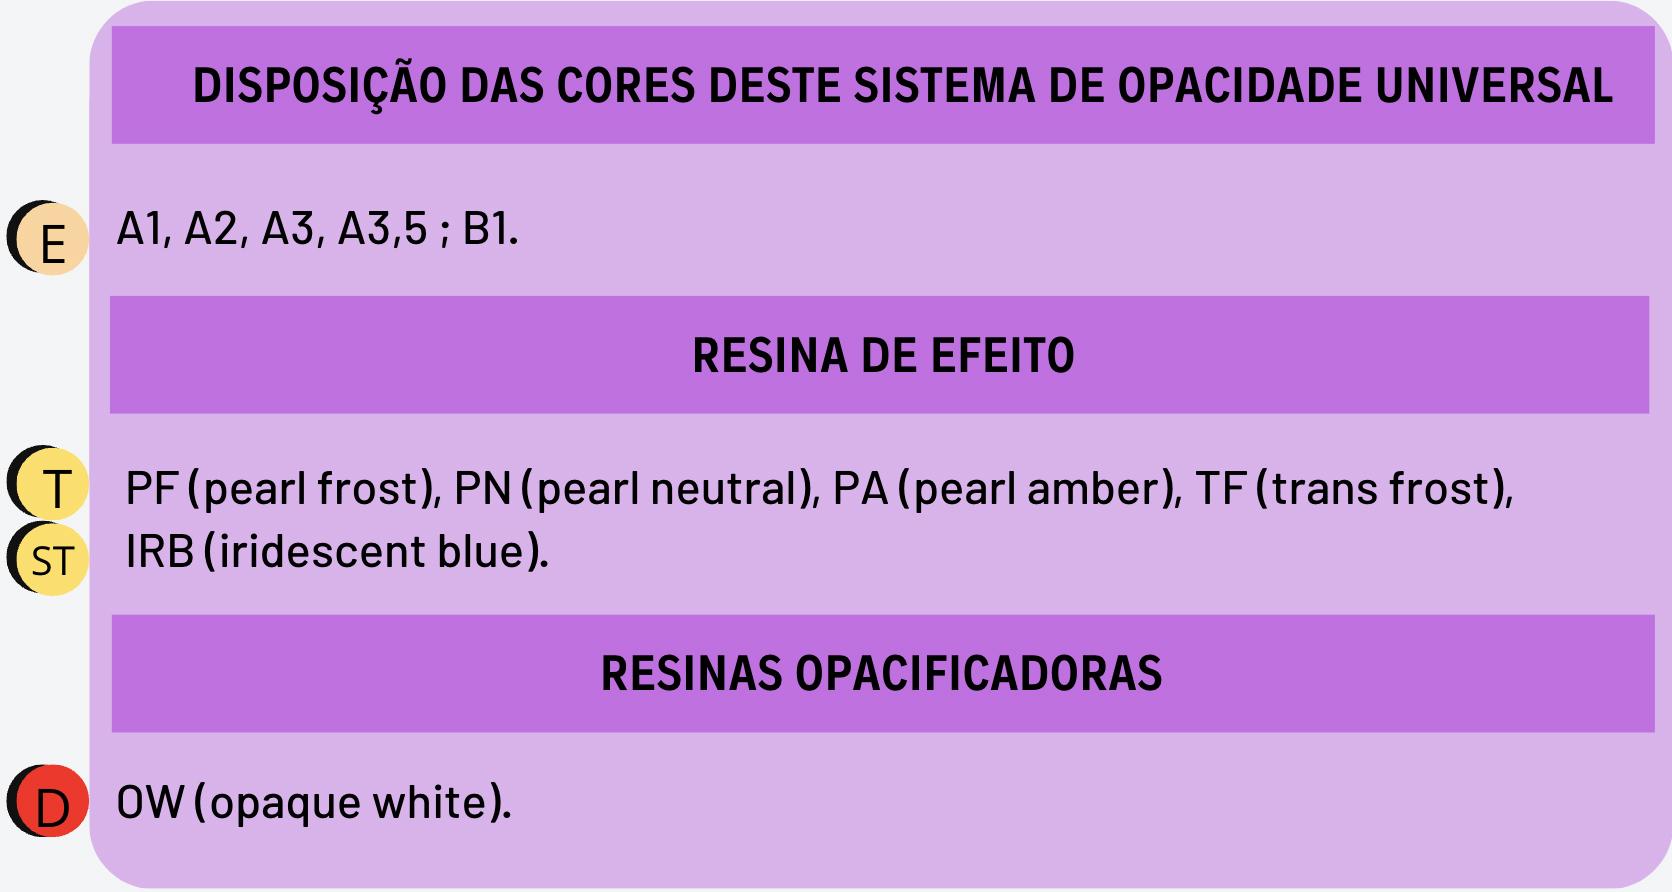 DISPOSIÇÃO DAS CORES DESTE SISTEMA DE OPACIDADE UNIVERSAL
E
A1, A2, A3, A3,5 ; B1.
RESINA DE EFEITO
T
PF (pearl frost), PN (pearl neutral), PA (pearl amber), TF (trans frost),
ST
IRB (iridescent blue).
RESINAS OPACIFICADORAS
D
OW (opaque white).